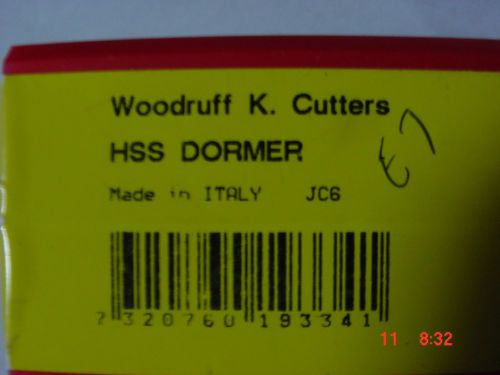 Woodruff K. Cutters
HSS DORMER
Made in ITALY JC6
7 320760 193341
11 8:32